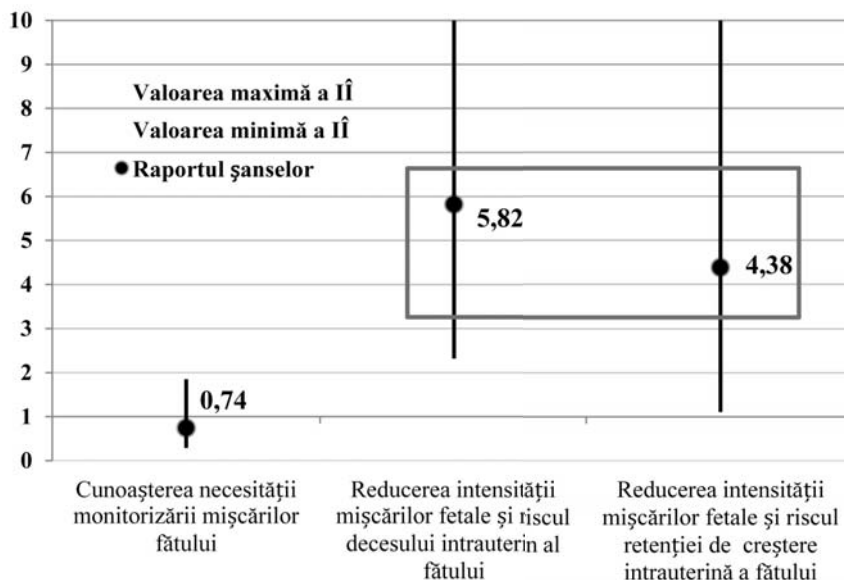 10
9
8
7
6
5
4
3
2
1
0
Valoarea maximă a IÎ
Valoarea minimă a IÎ
Raportul şanselor
0,74
5,82
4,38
Cunoaşterea necesităţii
monitorizării mişcărilor
fătului
Reducerea intensităţii
mişcărilor fetale şi riscul
decesului intrauterin al
fătului
Reducerea intensităţii
mişcărilor fetale şi riscul
retenţiei de creştere
intrauterină a fătului